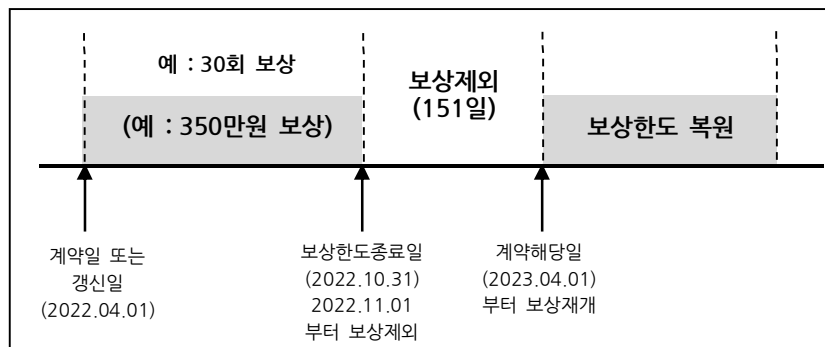 예 : 30회 보상
(예 : 350만원 보상)
보상제외
(151일)
보상한도 복원
계약일 또는
갱신일
(2022.04.01)
보상한도종료일
(2022.10.31)
2022.11.01
부터 보상제외
계약해당일
(2023.04.01)
부터 보상재개